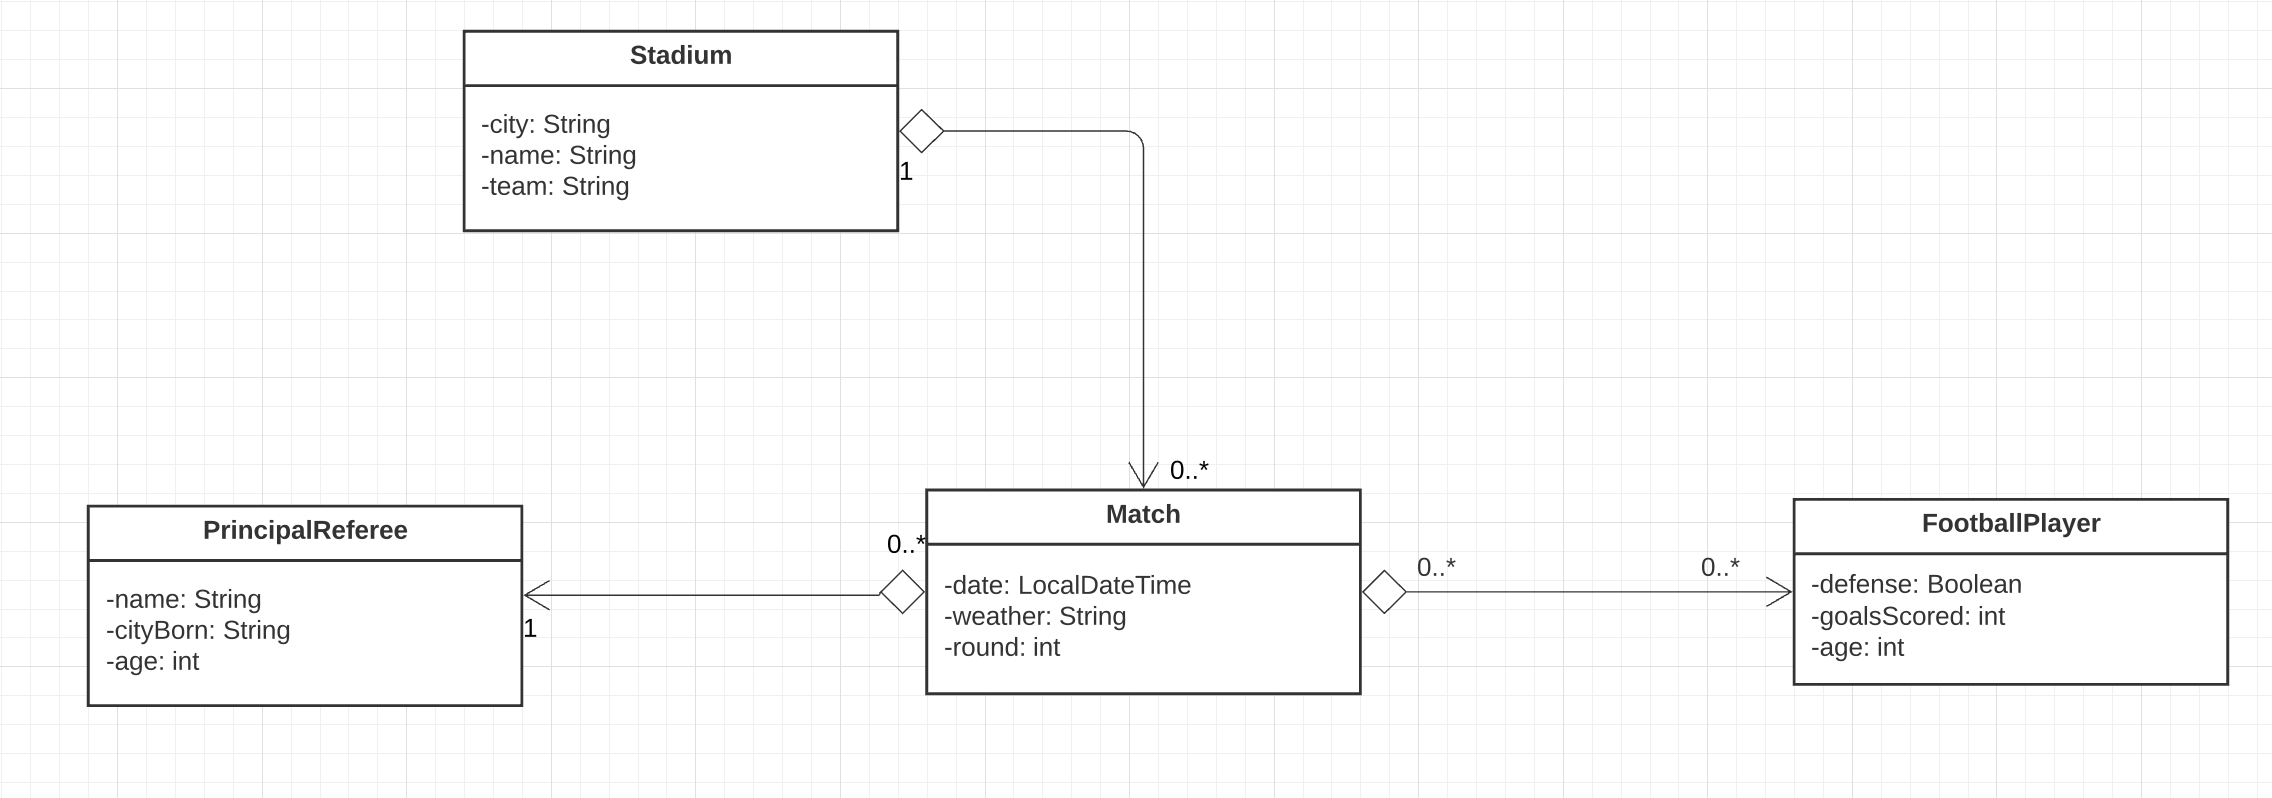 Stadium
-city: String
-name: String
-team: String
1
0..*
PrincipalReferee
-name: String
-cityBorn: String
-age: int
1
0..*
Match
-date: LocalDateTime
-weather: String
-round: int
0..*
0..*
FootballPlayer
-defense: Boolean
-goalsScored: int
-age: int